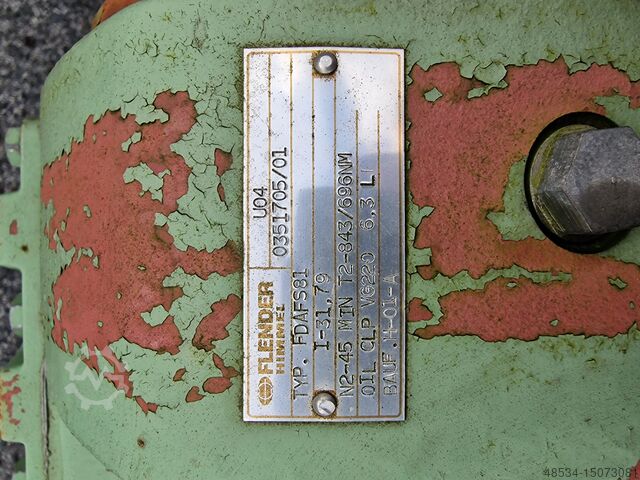 FLENDER
HIMMEL
U04
0351705/01
TYP. FDAFS81
I-31,79
N2-45 MIN T2-843/696NM
OIL CLP VG220 6,3 L
BAUF.H-01-A
48534-15073081